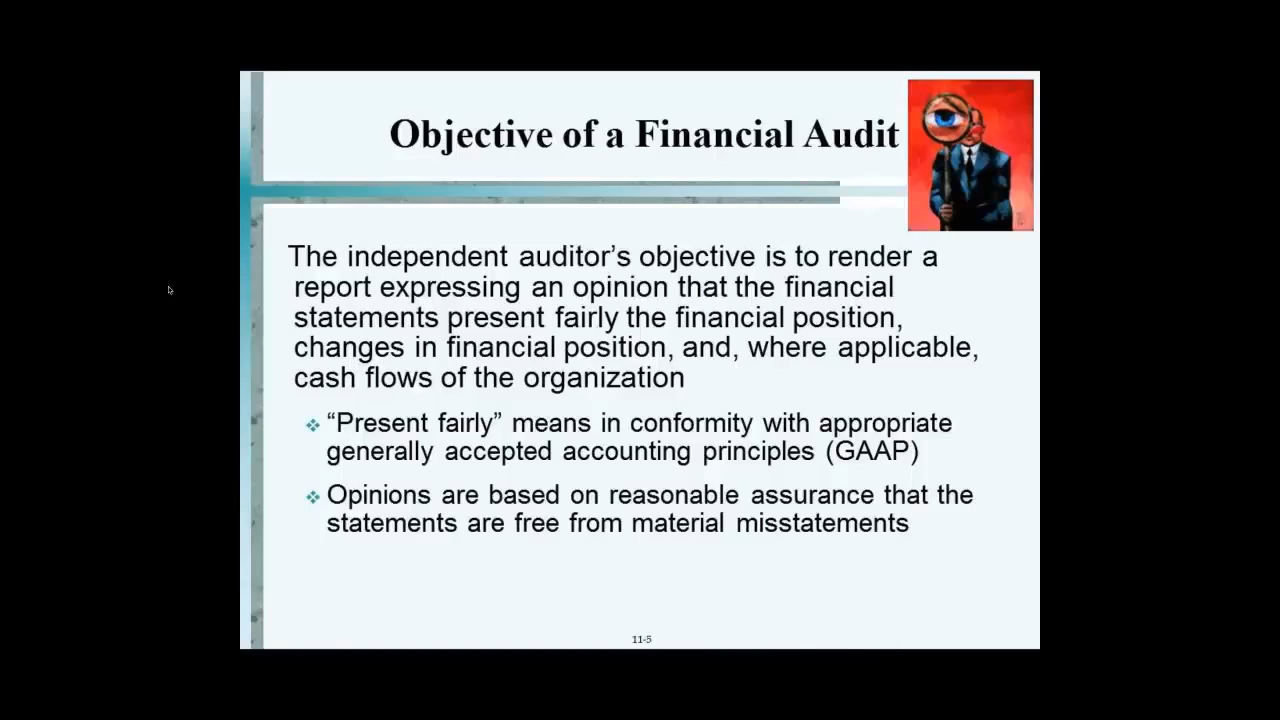 Objective of a Financial Audit
The independent auditor’s objective is to render a
report expressing an opinion that the financial
statements present fairly the financial position,
changes in financial position, and, where applicable,
cash flows of the organization
“Present fairly” means in conformity with appropriate
generally accepted accounting principles (GAAP)
Opinions are based on reasonable assurance that the
statements are free from material misstatements
11-5